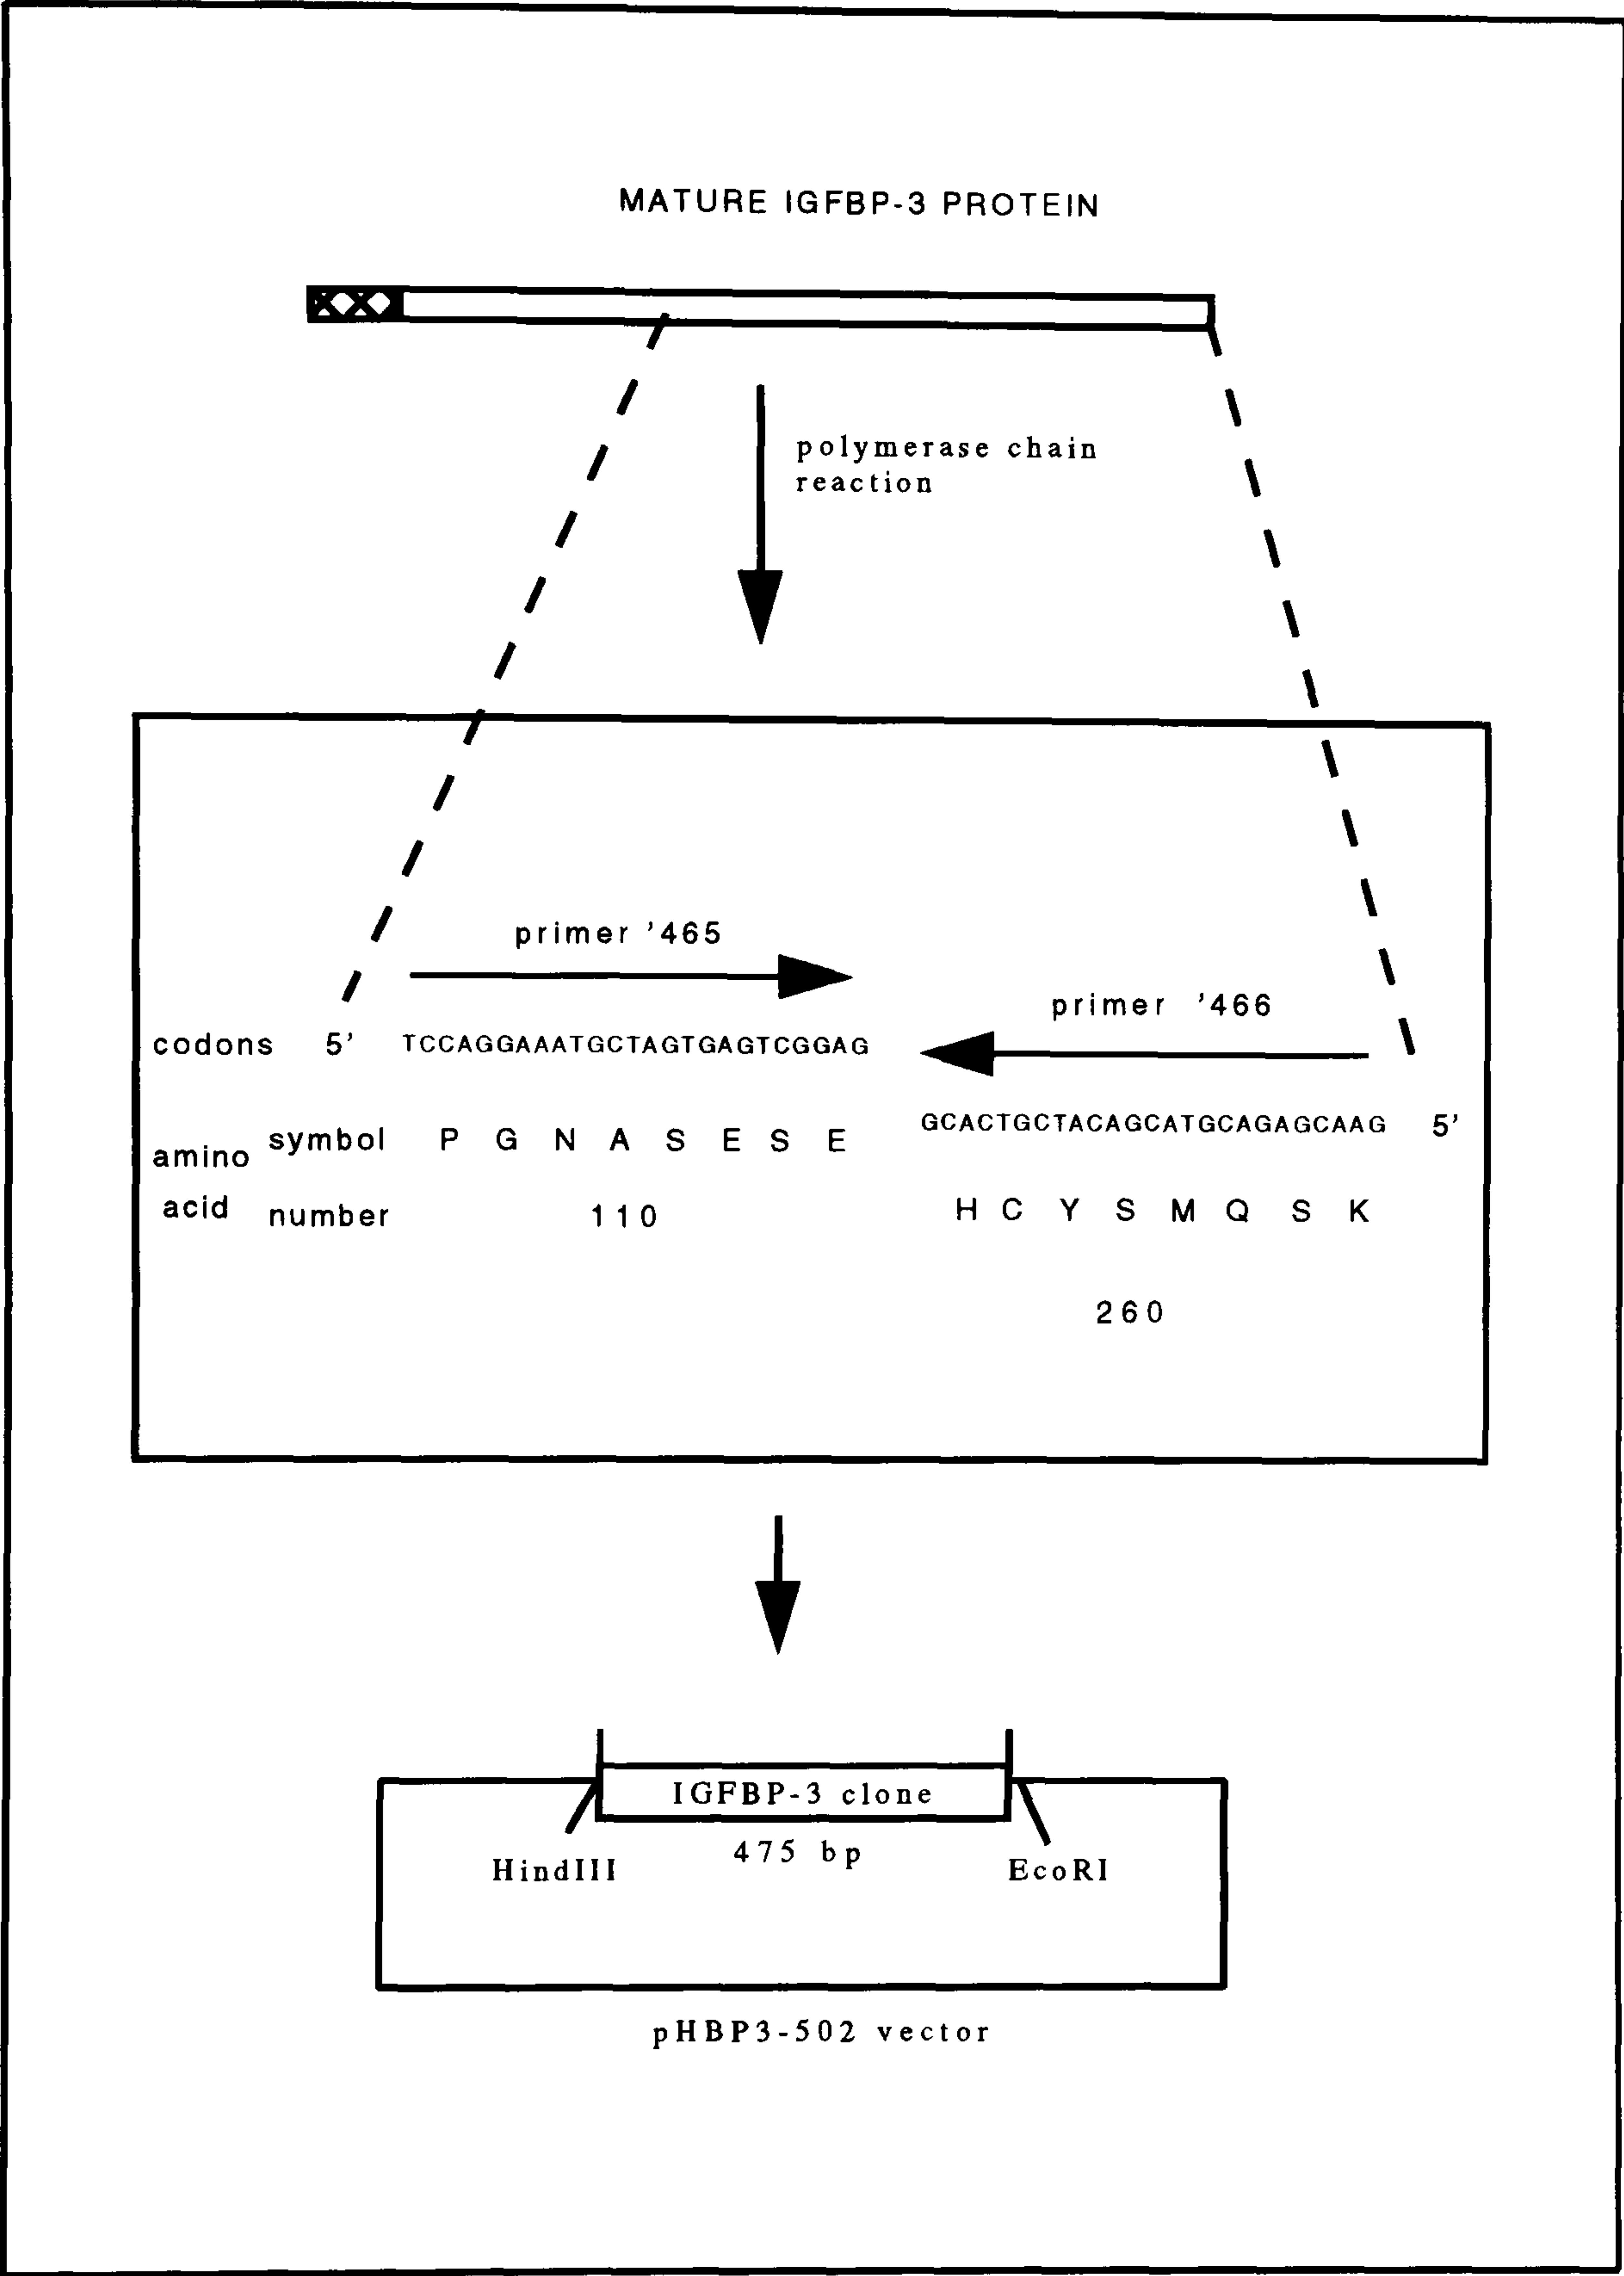 MATURE IGFBP-3 PROTEIN
polymerase chain
reaction
primer '465
primer '466
codons 5' TCCAGGAAATGCTAGTGAGTCGGAG
GCACTGCTACAGCATGCAGAGCAAG 5'
amino acid symbol P G N A S E S E
H C Y S M Q S K
number 110
260
IGFBP-3 clone
475 bp
HindIII
EcoRI
pHBP3-502 vector